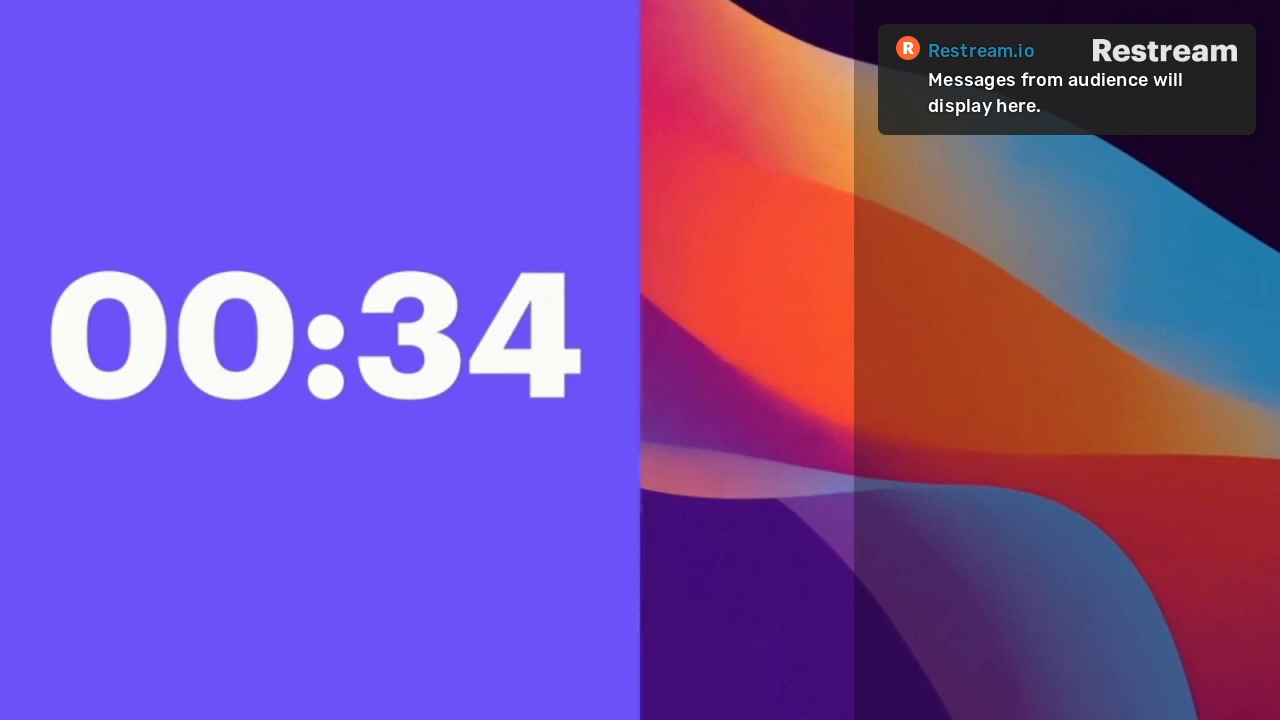 00:34
R Restream.io Restream
Messages from audience will
display here.